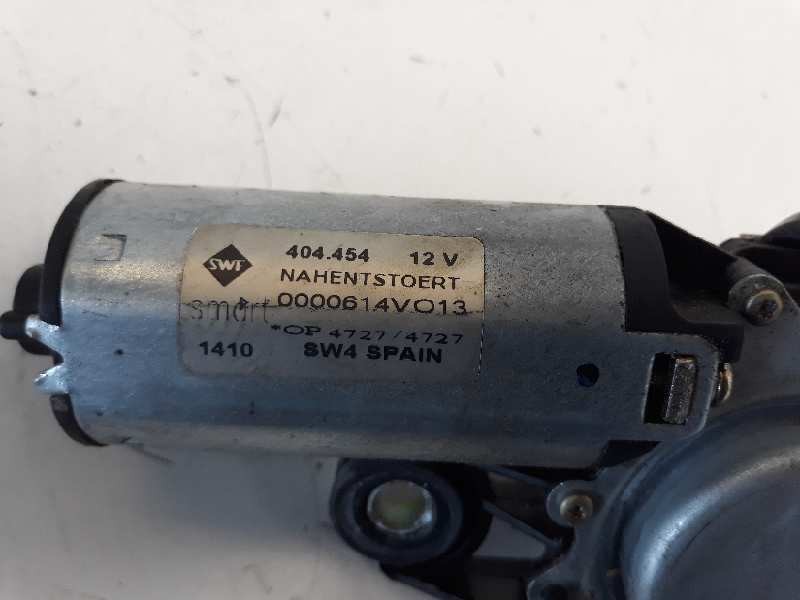 SWF 404.454 12 V
NAHENTSTOERT
smart 0000614V013
*OP 4727/4727
1410 SW4 SPAIN